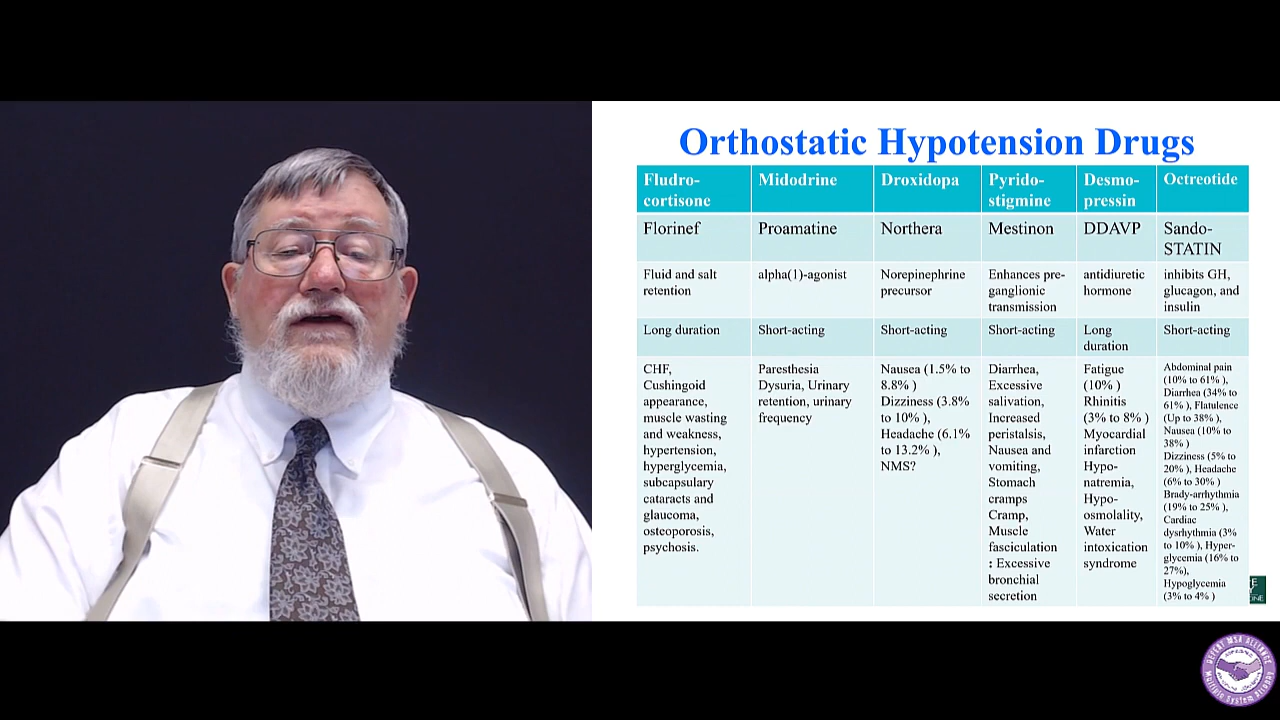 Orthostatic Hypotension Drugs
Fludro-
cortisone
Midodrine
Droxidopa
Pyrido-
stigmine
Desmo-
pressin
Octreotide
Florinef
Proamatine
Northera
Mestinon
DDAVP
Sando-
STATIN
Fluid and salt
retention
alpha(1)-agonist
Norepinephrine
precursor
Enhances pre-
ganglionic
transmission
antidiuretic
hormone
inhibits GH,
glucagon, and
insulin
Long duration
Short-acting
Short-acting
Short-acting
Long
duration
Short-acting
CHF,
Cushingoid
appearance,
muscle wasting
and weakness,
hypertension,
hyperglycemia,
subcapsulary
cataracts and
glaucoma,
osteoporosis,
psychosis.
Paresthesia
Dysuria, Urinary
retention, urinary
frequency
Nausea (1.5% to
8.8% )
Dizziness (3.8%
to 10% ),
Headache (6.1%
to 13.2% ),
NMS?
Diarrhea,
Excessive
salivation,
Increased
peristalsis,
Nausea and
vomiting,
Stomach
cramps
Cramp,
Muscle
fasciculation
: Excessive
bronchial
secretion
Fatigue
(10% )
Rhinitis
(3% to 8% )
Myocardial
infarction
Hypo-
natremia,
Hypo-
osmolality,
Water
intoxication
syndrome
Abdominal pain
(10% to 61% ),
Diarrhea (34% to
61% ), Flatulence
(Up to 38% ),
Nausea (10% to
38% )
Dizziness (5% to
20% ), Headache
(6% to 30% )
Brady-arrhythmia
(19% to 25% ),
Cardiac
dysrhythmia (3%
to 10% ), Hyper-
glycemia (16% to
27%),
Hypoglycemia
(3% to 4% )
DEFEAT MSA ALLIANCE
Multiple System Atrophy